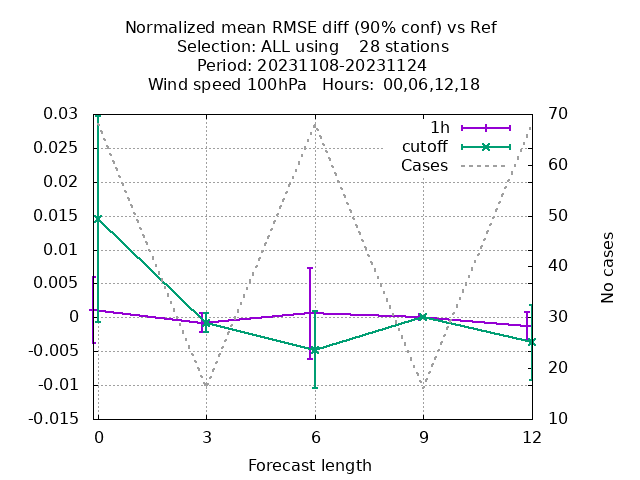 Normalized mean RMSE diff (90% conf) vs Ref
Selection: ALL using    28 stations
Period: 20231108-20231124
Wind speed 100hPa   Hours:  00,06,12,18
0.03
0.025
0.02
0.015
0.01
0.005
0
-0.005
-0.01
-0.015
70
60
50
40
30
20
10
1h
cutoff
Cases
No cases
0 3 6 9 12
Forecast length